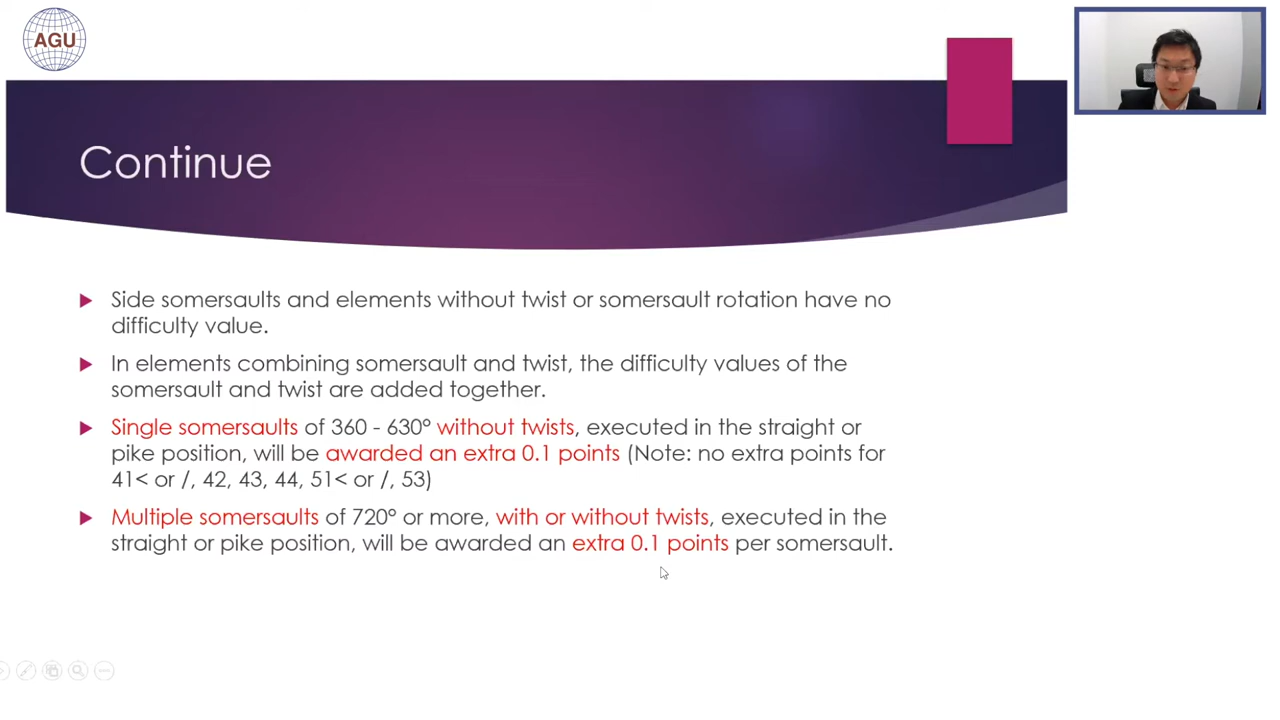 AGU
Continue
Side somersaults and elements without twist or somersault rotation have no
difficulty value.
In elements combining somersault and twist, the difficulty values of the
somersault and twist are added together.
Single somersaults of 360 - 630° without twists, executed in the straight or
pike position, will be awarded an extra 0.1 points (Note: no extra points for
41< or /, 42, 43, 44, 51< or /, 53)
Multiple somersaults of 720° or more, with or without twists, executed in the
straight or pike position, will be awarded an extra 0.1 points per somersault.